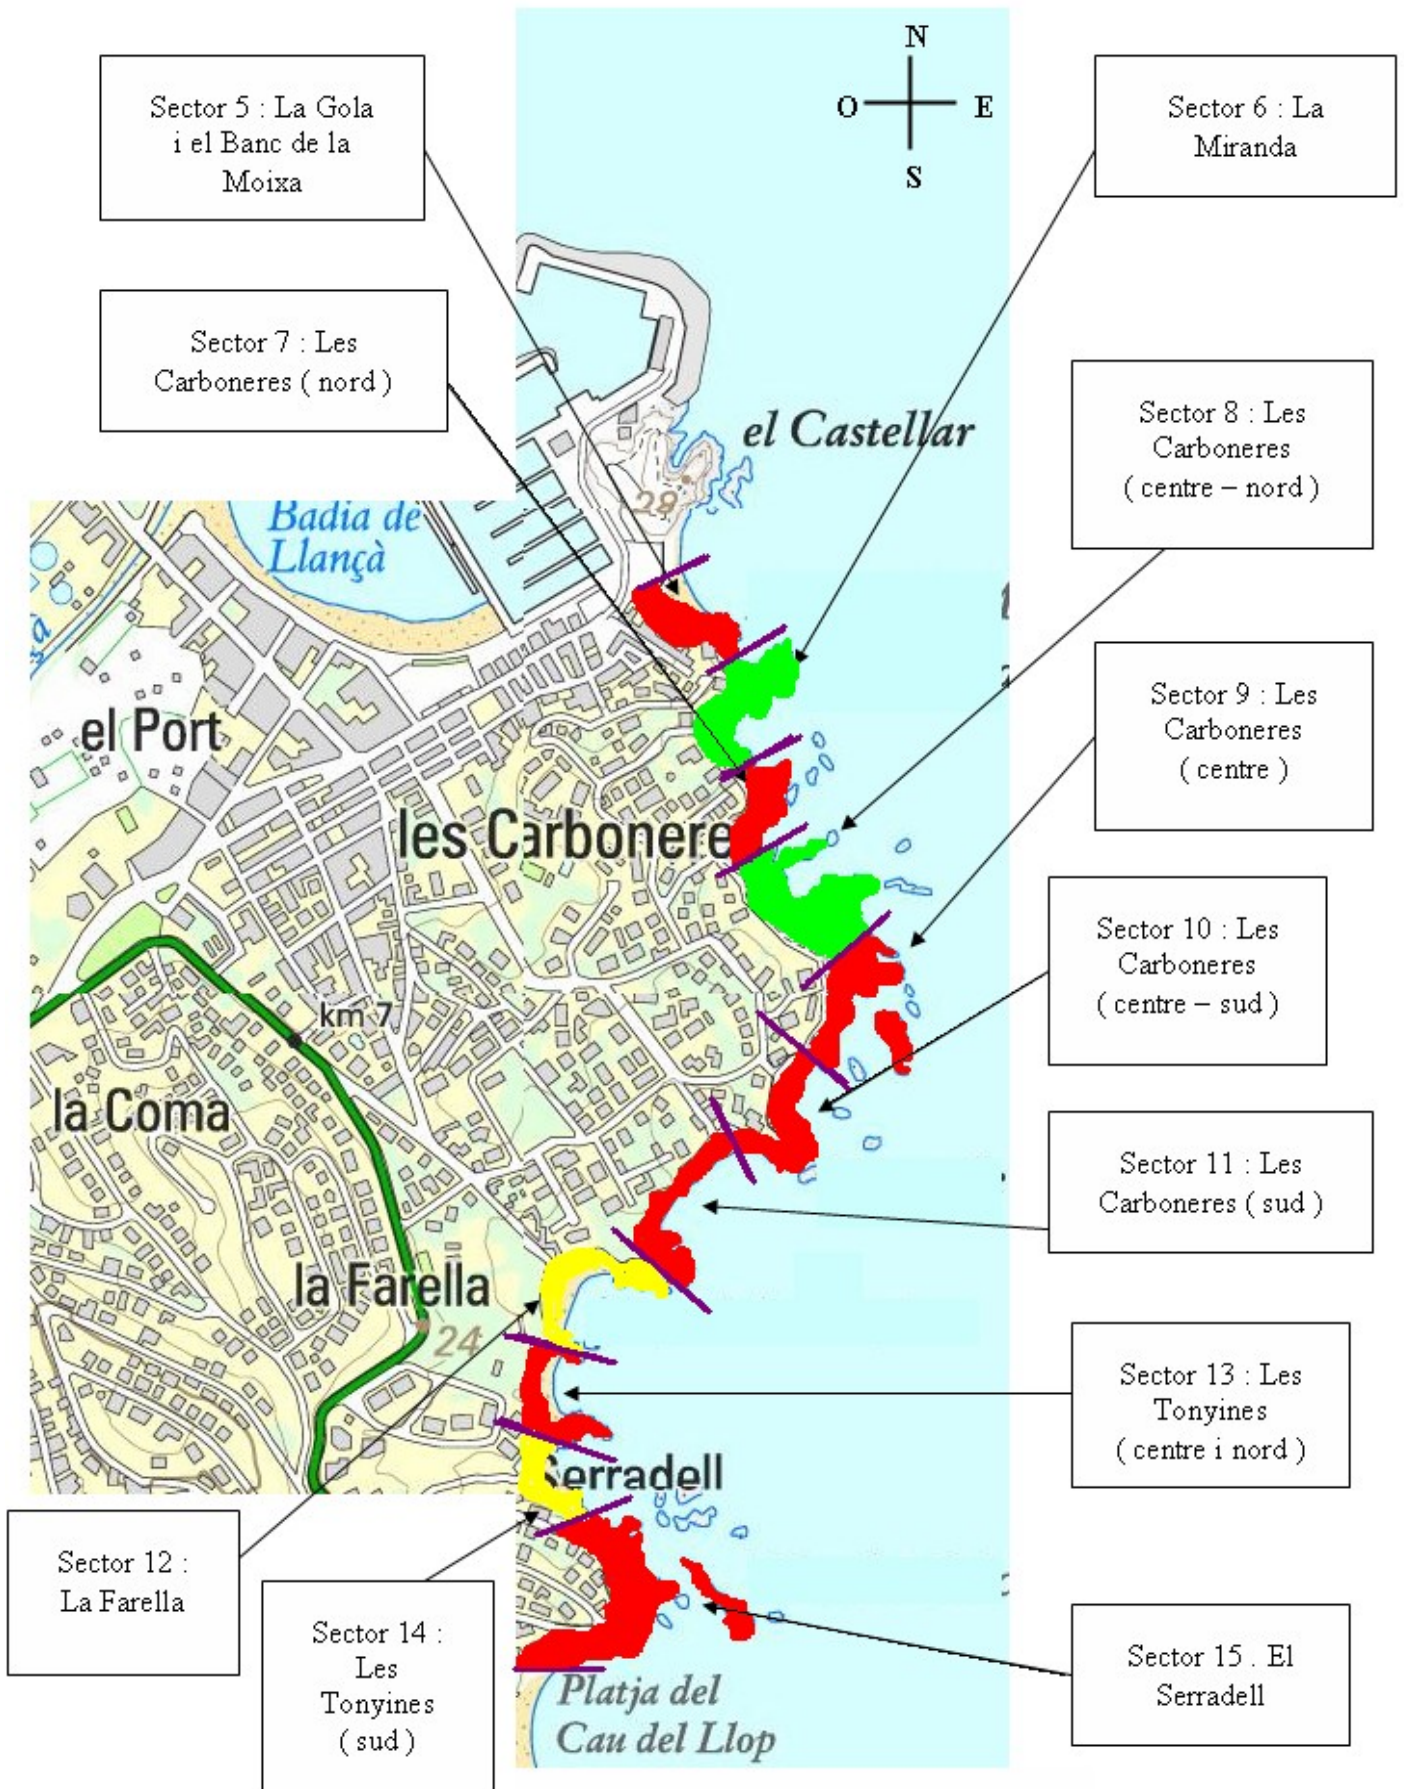 N
O
E
S
Sector 5 : La Gola
i el Banc de la
Moixa
Sector 6 : La
Miranda
Sector 7 : Les
Carboneres ( nord )
Sector 8 : Les
Carboneres
( centre – nord )
el Castellar
28
Badia de
Llançà
Sector 9 : Les
Carboneres
( centre )
el Port
les Carbonere
Sector 10 : Les
Carboneres
( centre – sud )
km 7
la Coma
Sector 11 : Les
Carboneres ( sud )
la Farella
24
Sector 13 : Les
Tonyines
( centre i nord )
Serradell
Sector 12 :
La Farella
Sector 14 :
Les
Tonyines
( sud )
Sector 15 . El
Serradell
Platja del
Cau del Llop